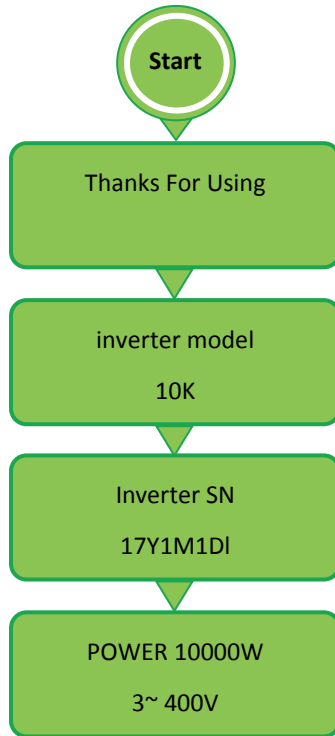 Start
Thanks For Using
inverter model
10K
Inverter SN
17Y1M1Dl
POWER 10000W
3~ 400V